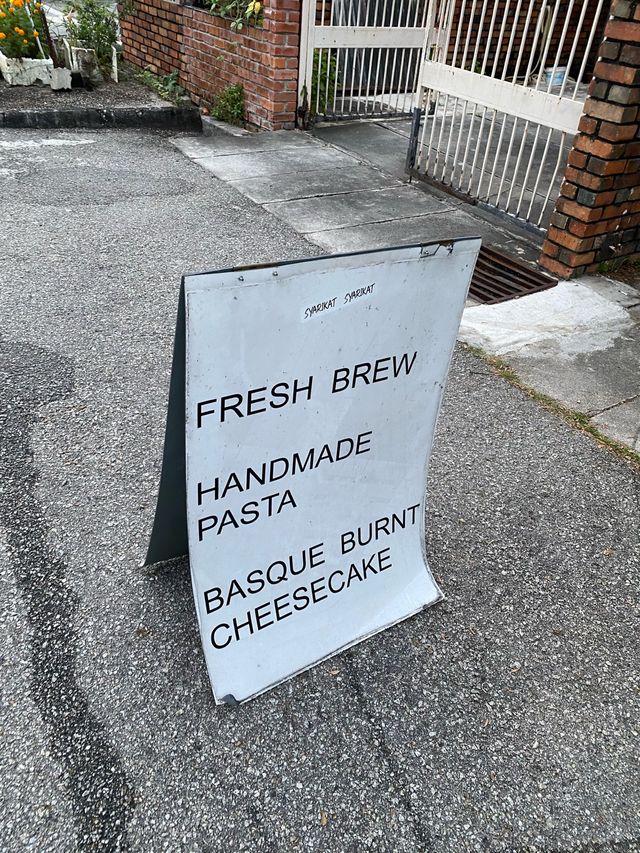 SYARIKAT SYARIKAT
FRESH BREW
HANDMADE
PASTA
BASQUE BURNT
CHEESECAKE